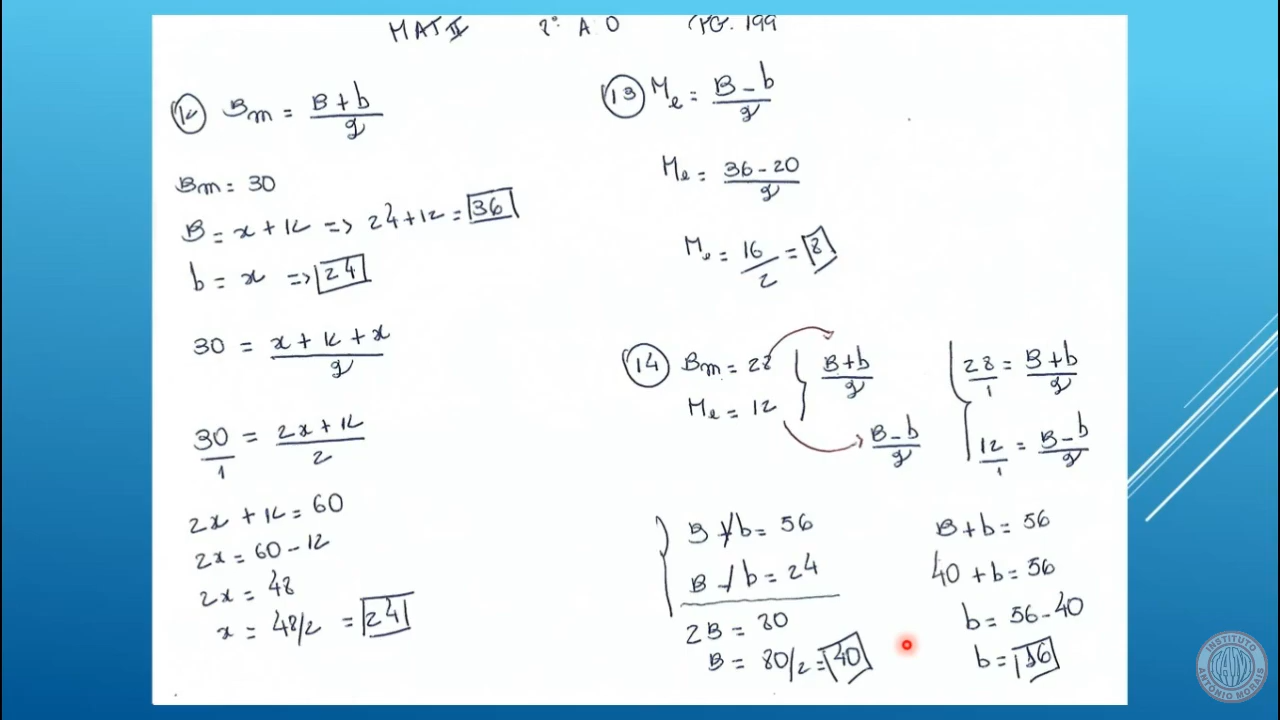 MAT II 2° A.O PG. 199
12 Bm = B + b / 2
Bm = 30
B = x + 12 => 24 + 12 = 36
b = x => 24
30 = x + 12 + x / 2
30/1 = 2x + 12 / 2
2x + 12 = 60
2x = 60 - 12
2x = 48
x = 48/2 = 24
13 Me = B - b / 2
Me = 36 - 20 / 2
Me = 16 / 2 = 8
14 Bm = 28 } B + b / 2 { 28/1 = B + b / 2
Me = 12 B - b / 2 12/1 = B - b / 2
B + b = 56
B - b = 24
2B = 80
B = 80/2 = 40
B + b = 56
40 + b = 56
b = 56 - 40
b = 16
INSTITUTO
ANTÔNIO MORAIS